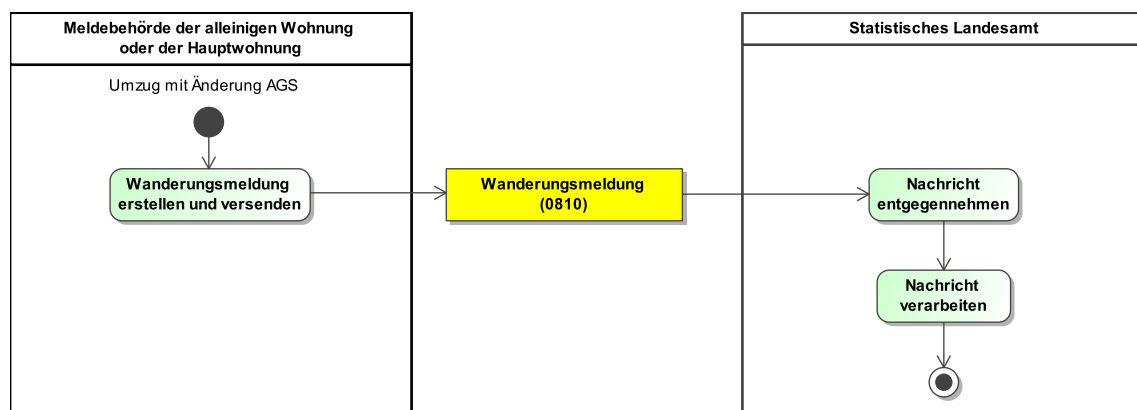 Meldebehörde der alleinigen Wohnung
oder der Hauptwohnung
Statistisches Landesamt
Umzug mit Änderung AGS
Wanderungsmeldung
erstellen und versenden
Wanderungsmeldung
(0810)
Nachricht
entgegennehmen
Nachricht
verarbeiten